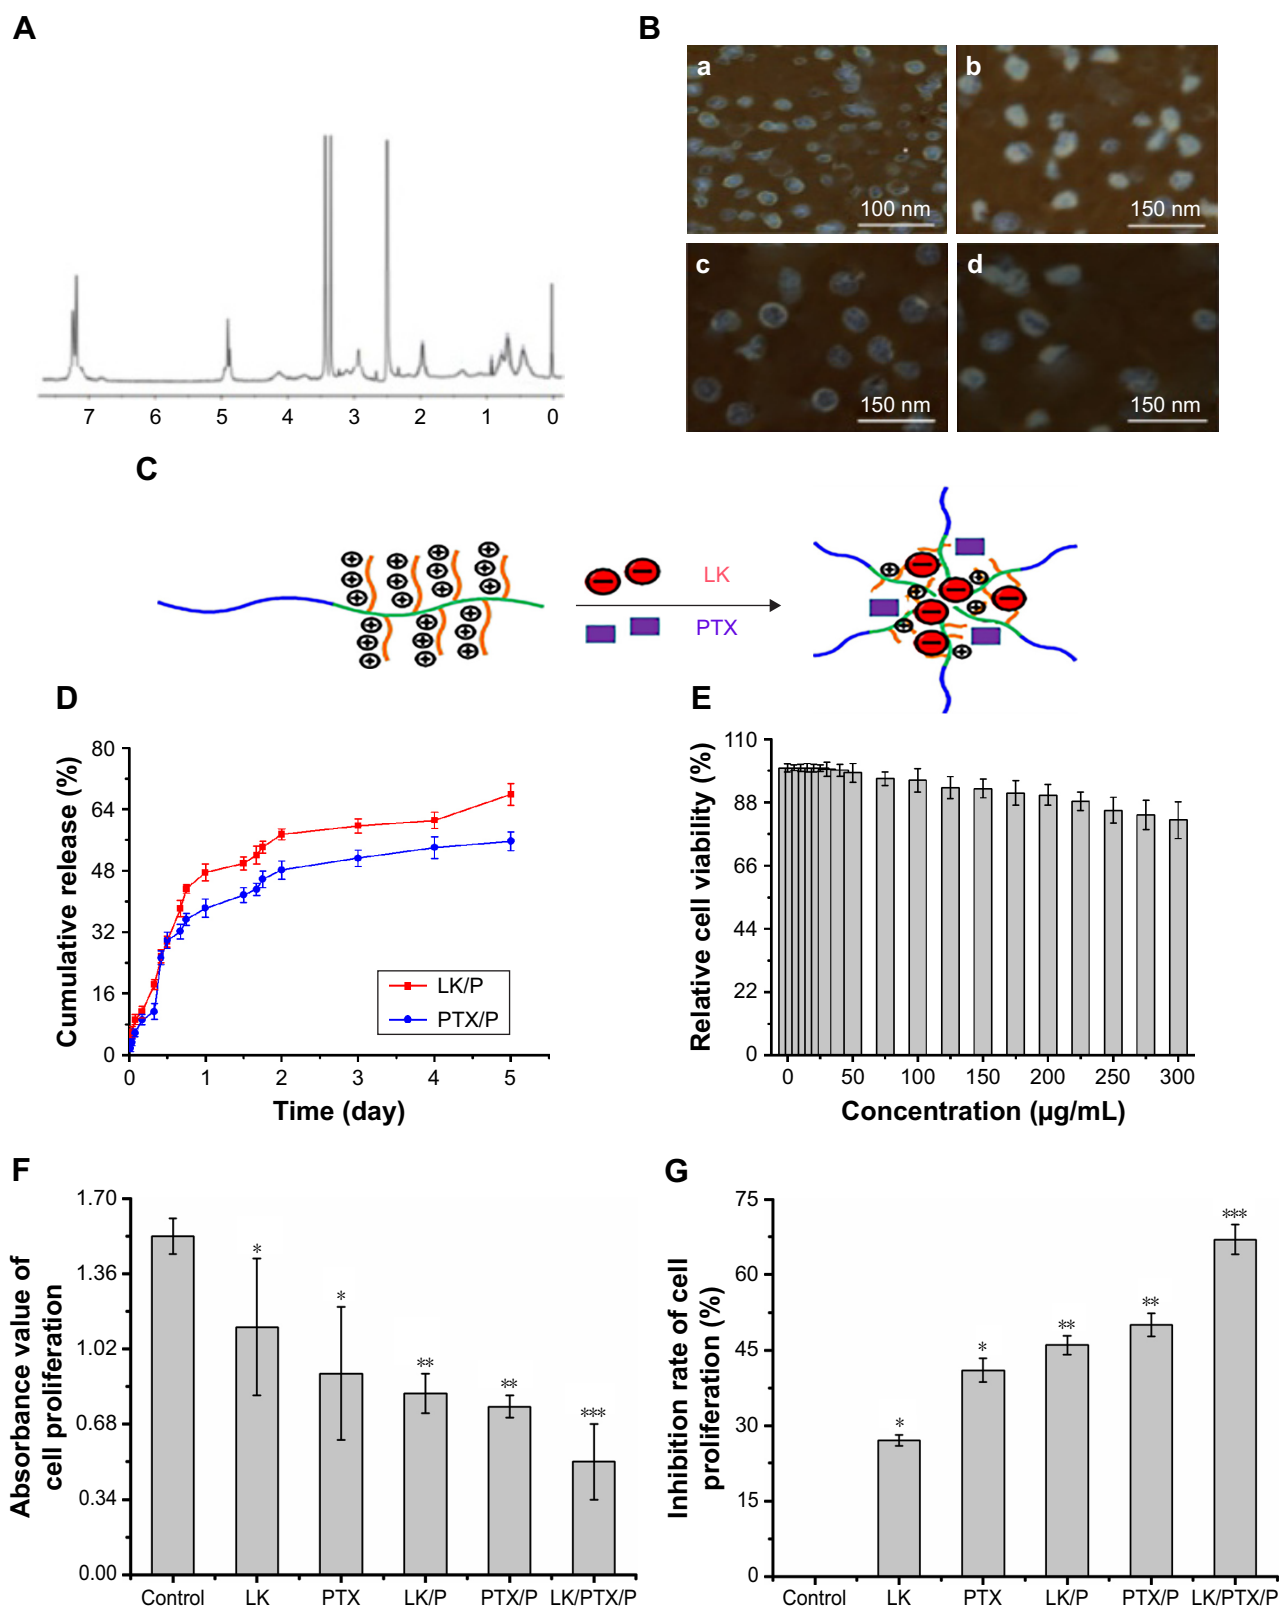 A
7 6 5 4 3 2 1 0
B
a
100 nm
b
150 nm
c
150 nm
d
150 nm
C
LK
PTX
D
Cumulative release (%)
80
64
48
32
16
0
LK/P
PTX/P
0 1 2 3 4 5
Time (day)
E
Relative cell viability (%)
110
88
66
44
22
0
0 50 100 150 200 250 300
Concentration (µg/mL)
F
Absorbance value of
cell proliferation
1.70
1.36
1.02
0.68
0.34
0.00
*
*
**
**
***
Control LK PTX LK/P PTX/P LK/PTX/P
G
Inhibition rate of cell
proliferation (%)
75
60
45
30
15
0
*
*
**
**
***
Control LK PTX LK/P PTX/P LK/PTX/P